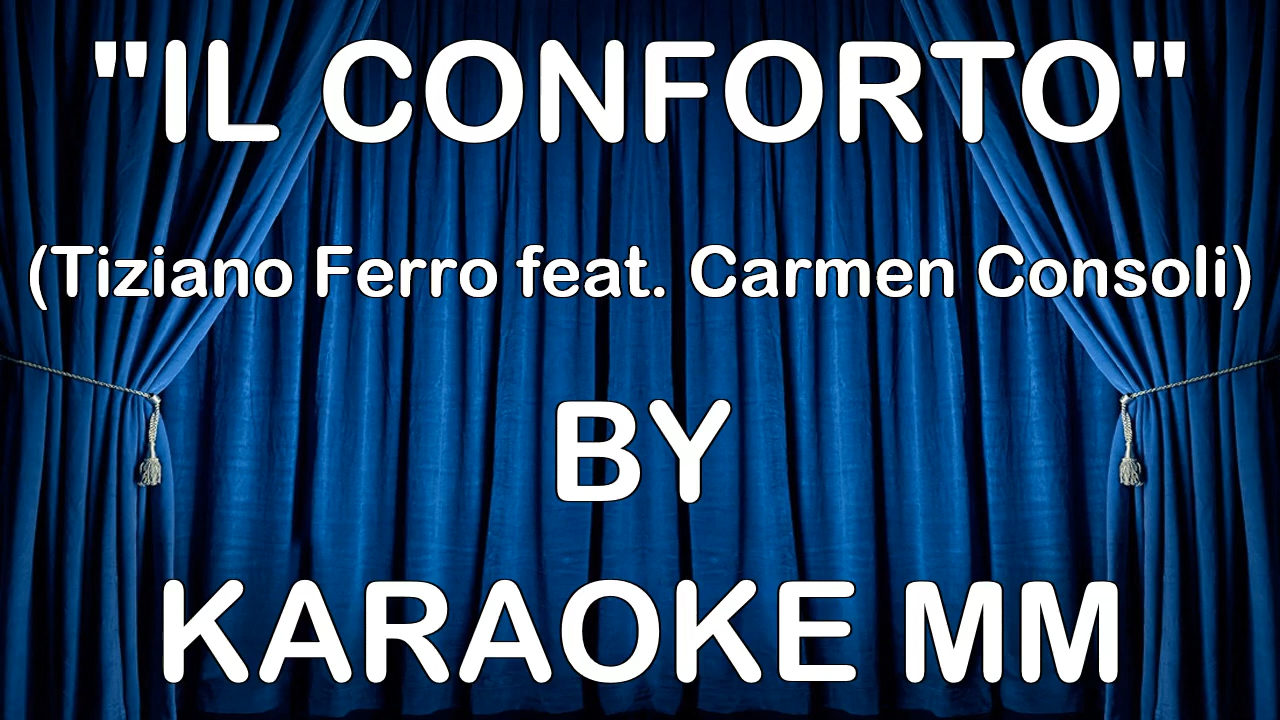 "IL CONFORTO"
(Tiziano Ferro feat. Carmen Consoli)
BY
KARAOKE MM